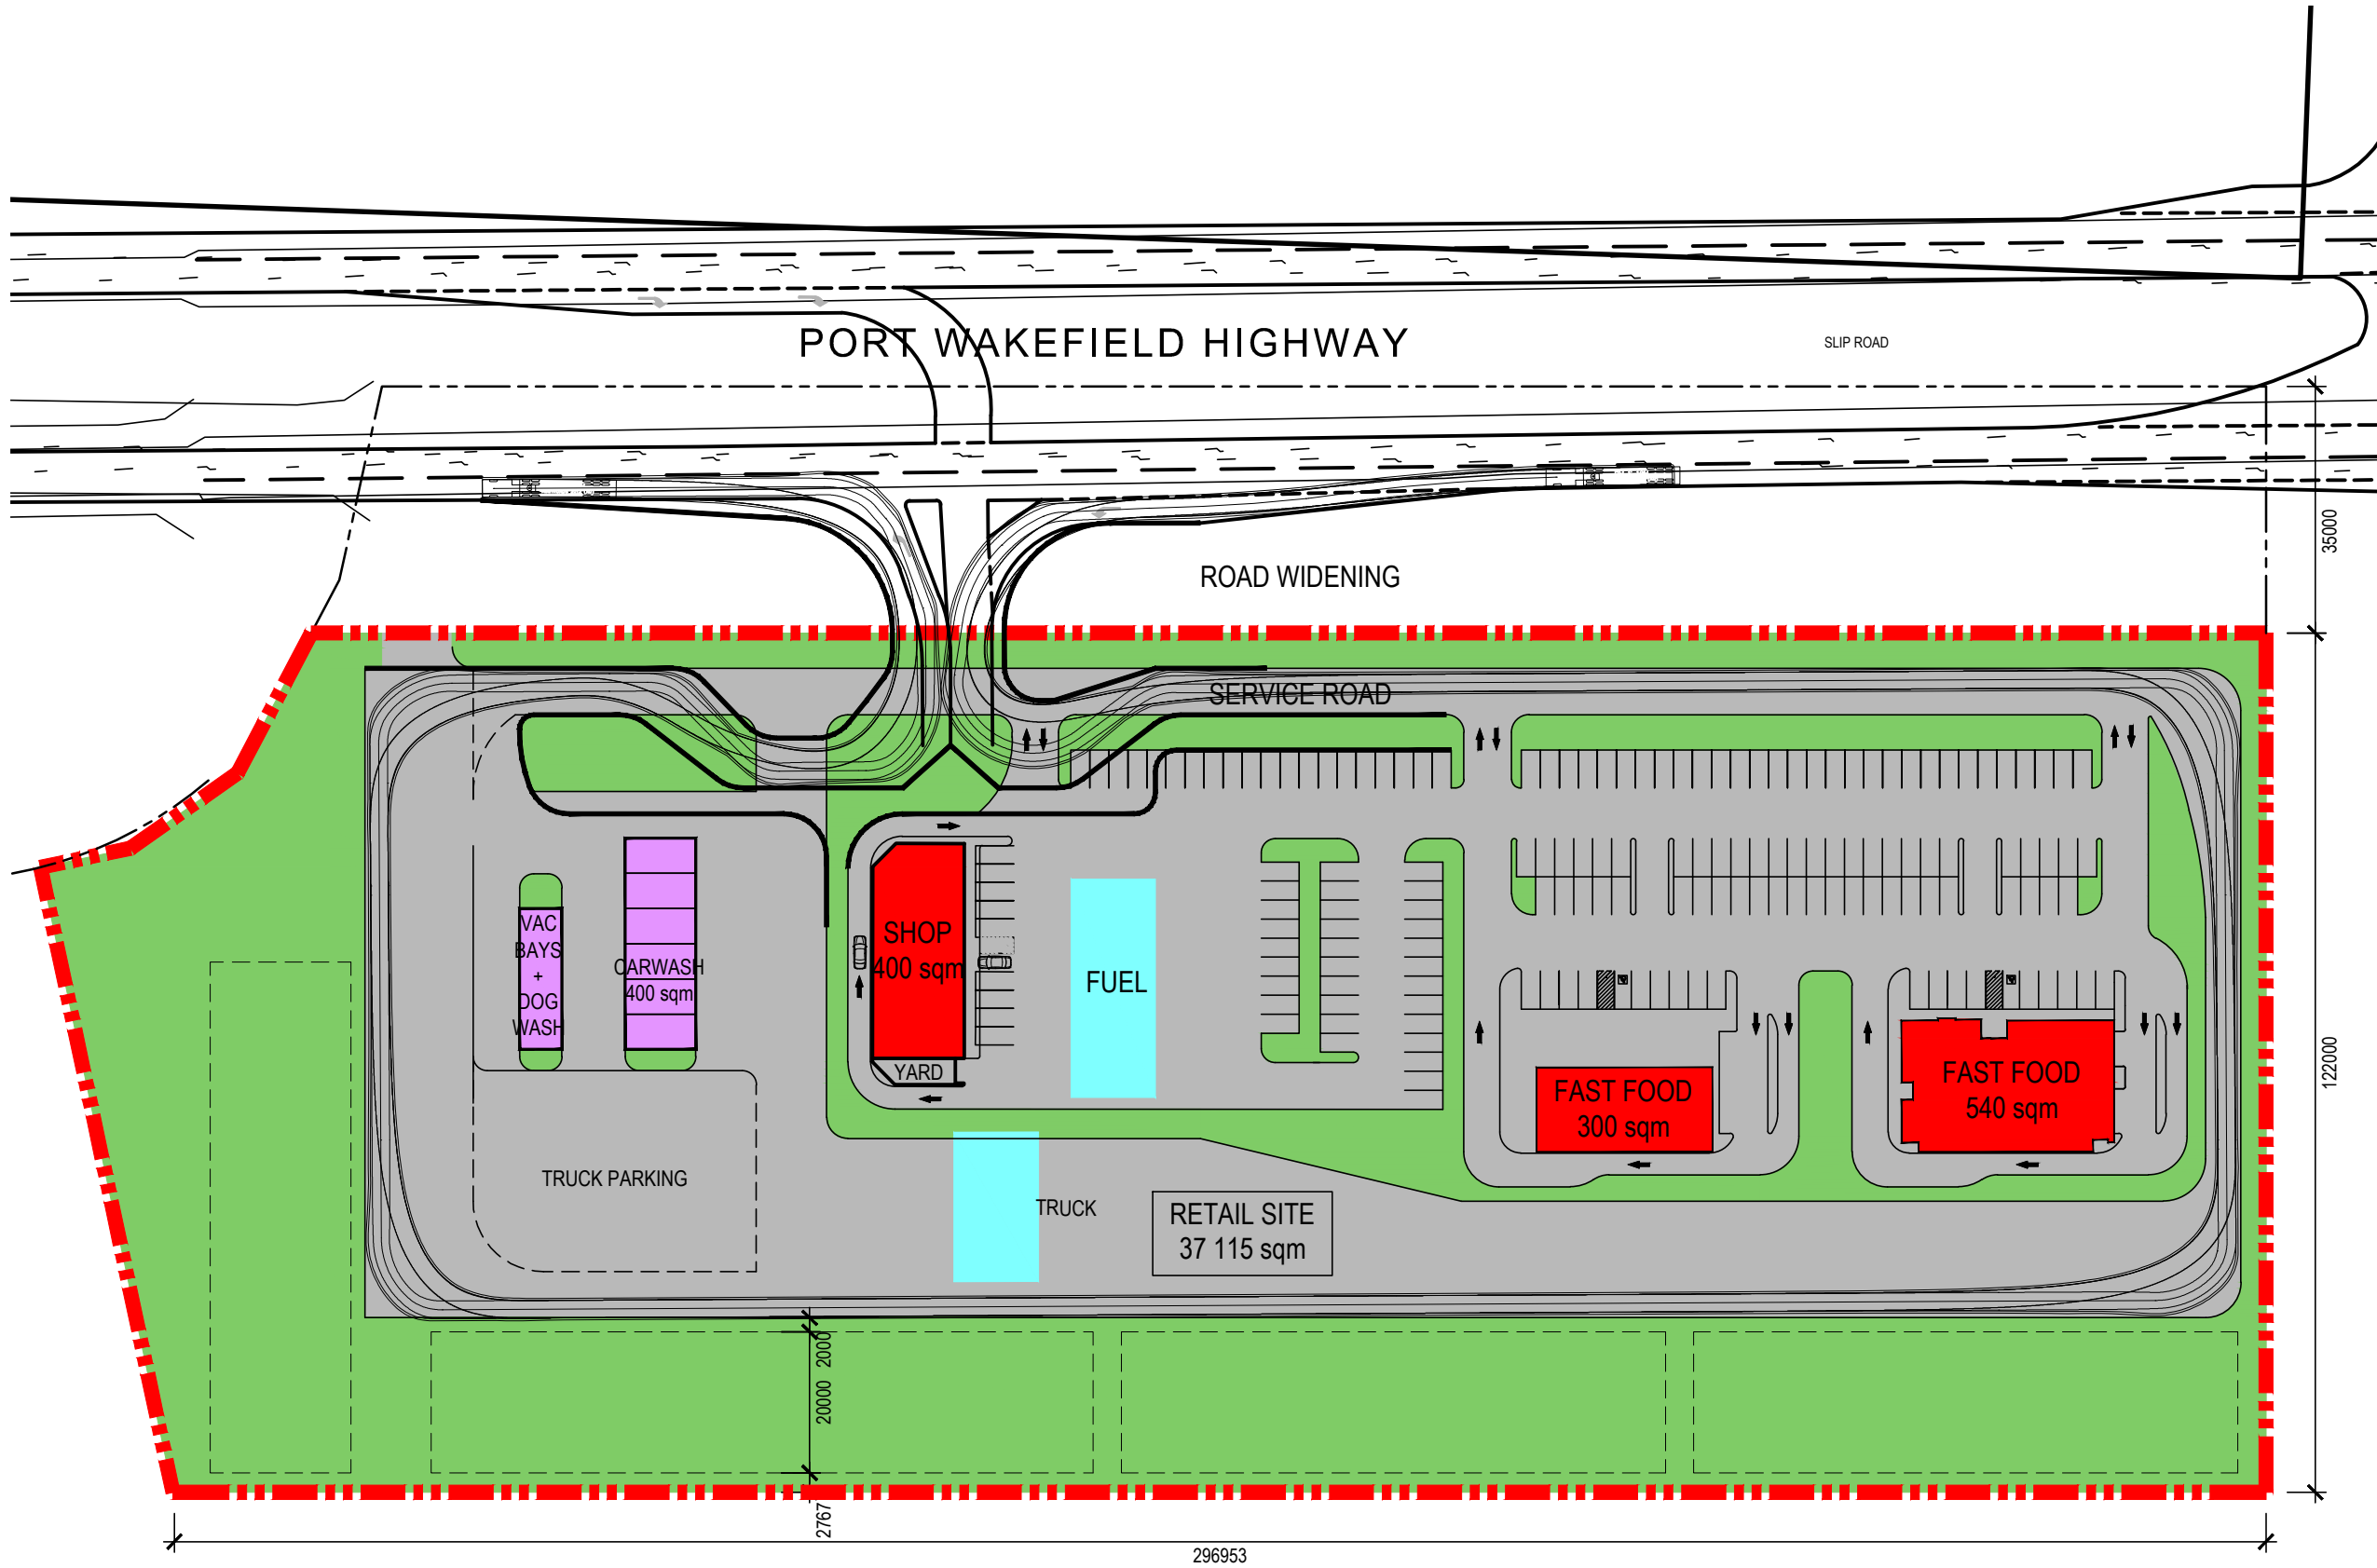 PORT WAKEFIELD HIGHWAY
SLIP ROAD
35000
ROAD WIDENING
SERVICE ROAD
VAC
BAYS
+
DOG
WASH
CARWASH
400 sqm
SHOP
400 sqm
YARD
FUEL
FAST FOOD
300 sqm
FAST FOOD
540 sqm
122000
TRUCK PARKING
TRUCK
RETAIL SITE
37 115 sqm
2000
20000
2767
296953